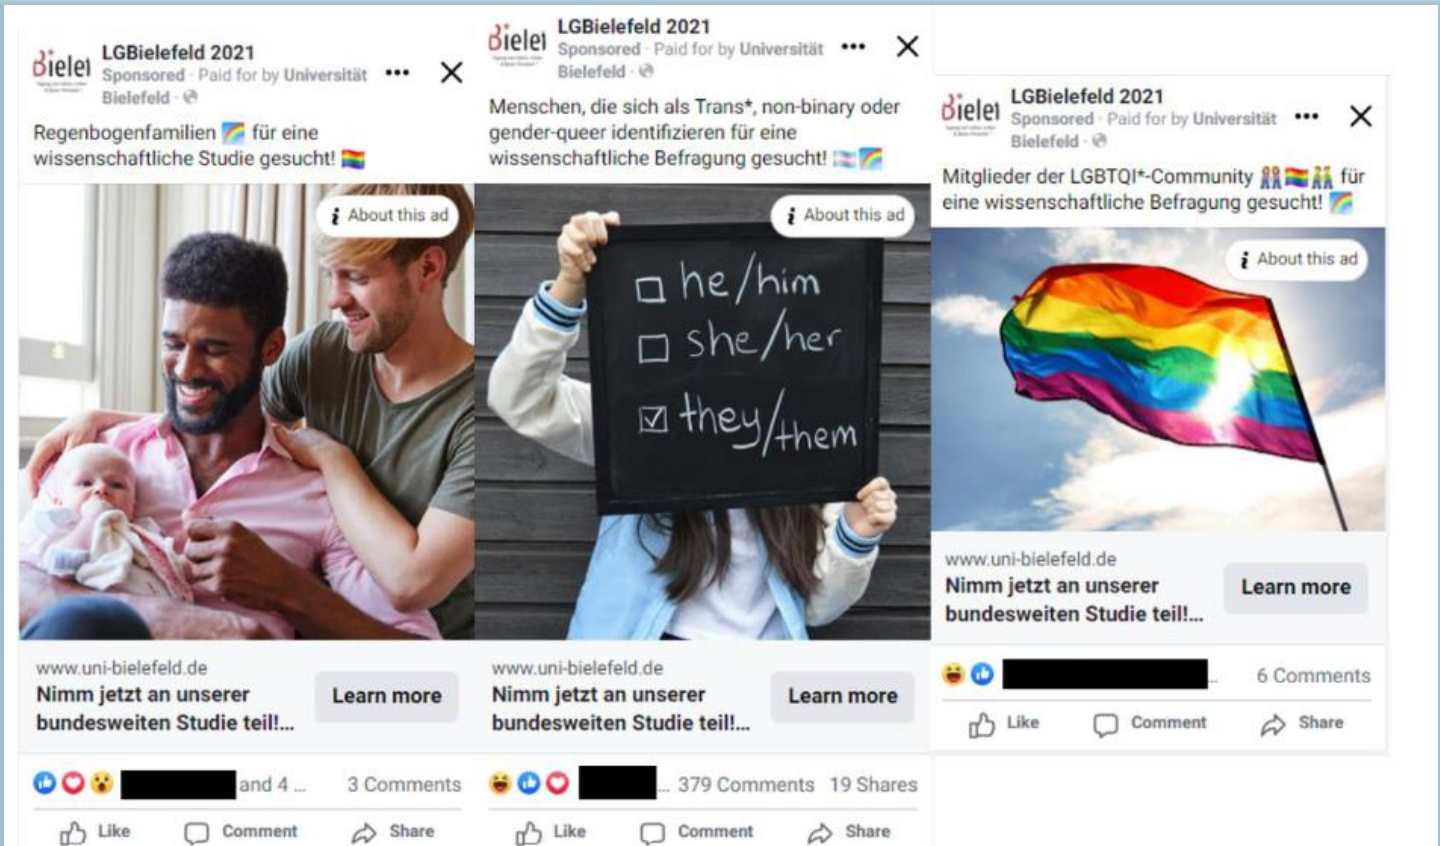 Bielel
LGBielefeld 2021
Sponsored · Paid for by Universität
Bielefeld ·
Regenbogenfamilien 🌈 für eine
wissenschaftliche Studie gesucht! 🏳️‍🌈
About this ad
www.uni-bielefeld.de
Nimm jetzt an unserer
bundesweiten Studie teil!...
Learn more
and 4 ...
3 Comments
Like
Comment
Share
Bielel
LGBielefeld 2021
Sponsored · Paid for by Universität
Bielefeld ·
Menschen, die sich als Trans*, non-binary oder
gender-queer identifizieren für eine
wissenschaftliche Befragung gesucht! 🏳️‍⚧️🌈
About this ad
he/him
she/her
they/them
www.uni-bielefeld.de
Nimm jetzt an unserer
bundesweiten Studie teil!...
Learn more
... 379 Comments 19 Shares
Like
Comment
Share
Bielel
LGBielefeld 2021
Sponsored · Paid for by Universität
Bielefeld ·
Mitglieder der LGBTQI*-Community 👭🏳️‍🌈👬 für
eine wissenschaftliche Befragung gesucht! 🌈
About this ad
www.uni-bielefeld.de
Nimm jetzt an unserer
bundesweiten Studie teil!...
Learn more
...
6 Comments
Like
Comment
Share